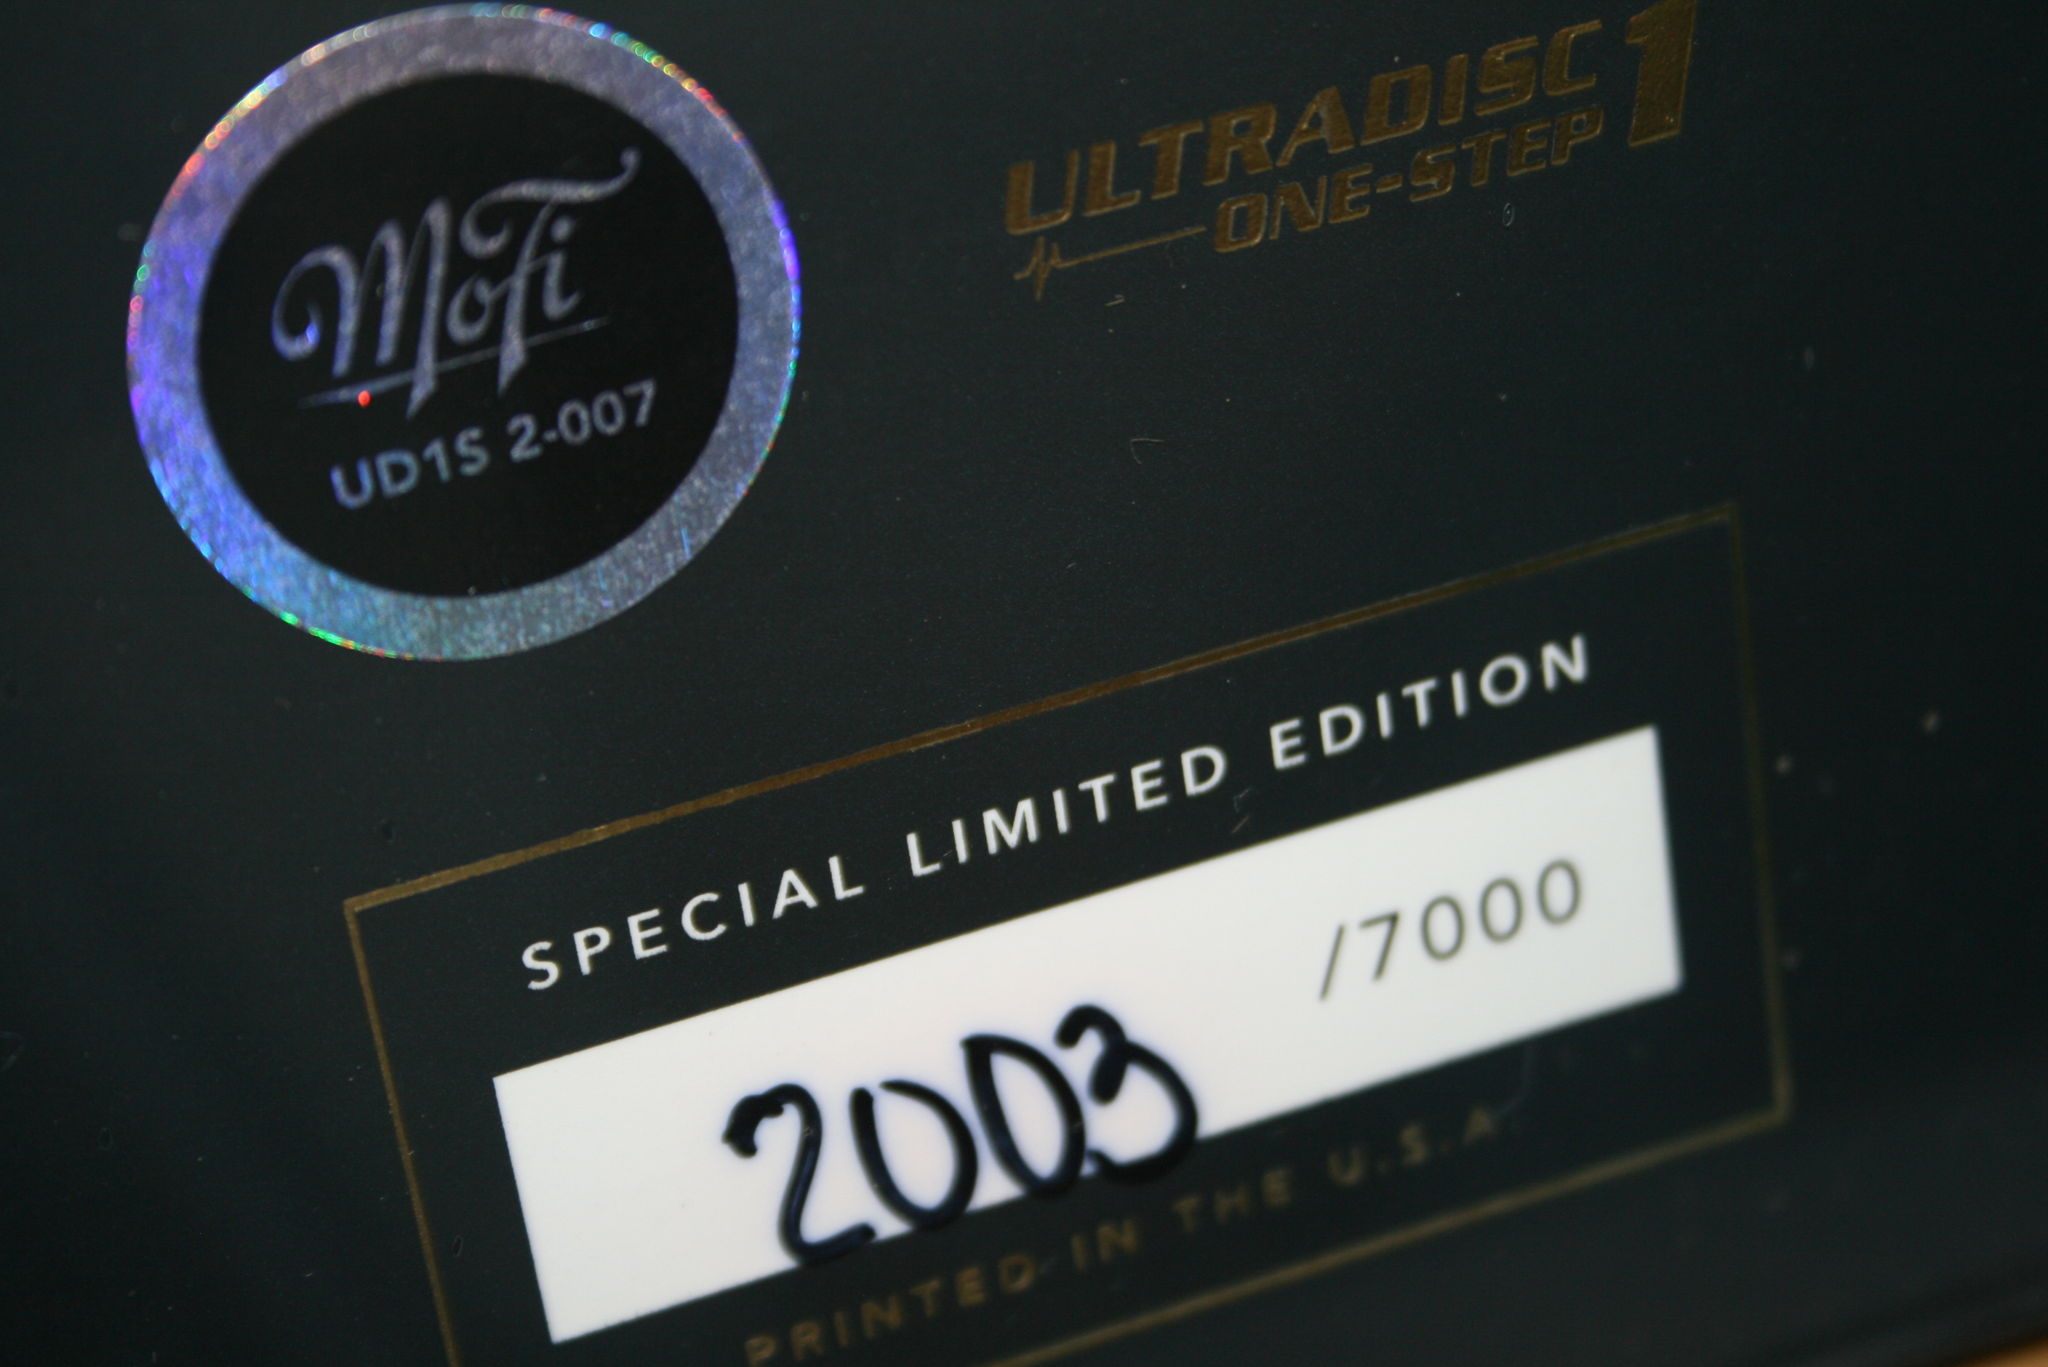 MoFi
UD1S 2-007
ULTRADISC 1
ONE-STEP
SPECIAL LIMITED EDITION
2003 /7000
PRINTED IN THE U.S.A.